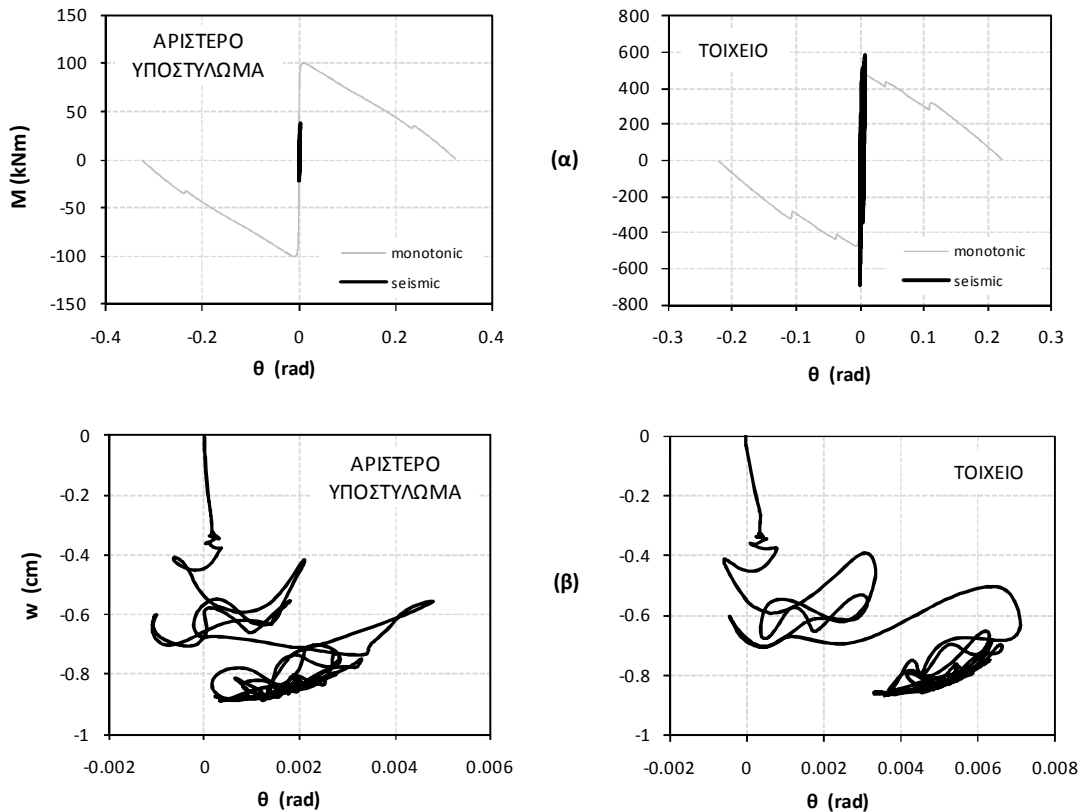 150
100
50
0
-50
-100
-150
M (kNm)
ΑΡΙΣΤΕΡΟ
ΥΠΟΣΤΥΛΩΜΑ
monotonic
seismic
-0.4
-0.2
0
0.2
0.4
θ (rad)
(α)
800
600
400
200
0
-200
-400
-600
-800
ΤΟΙΧΕΙΟ
monotonic
seismic
-0.3
-0.2
-0.1
0
0.1
0.2
0.3
θ (rad)
0
-0.2
-0.4
-0.6
-0.8
-1
w (cm)
ΑΡΙΣΤΕΡΟ
ΥΠΟΣΤΥΛΩΜΑ
-0.002
0
0.002
0.004
0.006
θ (rad)
(β)
0
-0.2
-0.4
-0.6
-0.8
-1
ΤΟΙΧΕΙΟ
-0.002
0
0.002
0.004
0.006
0.008
θ (rad)